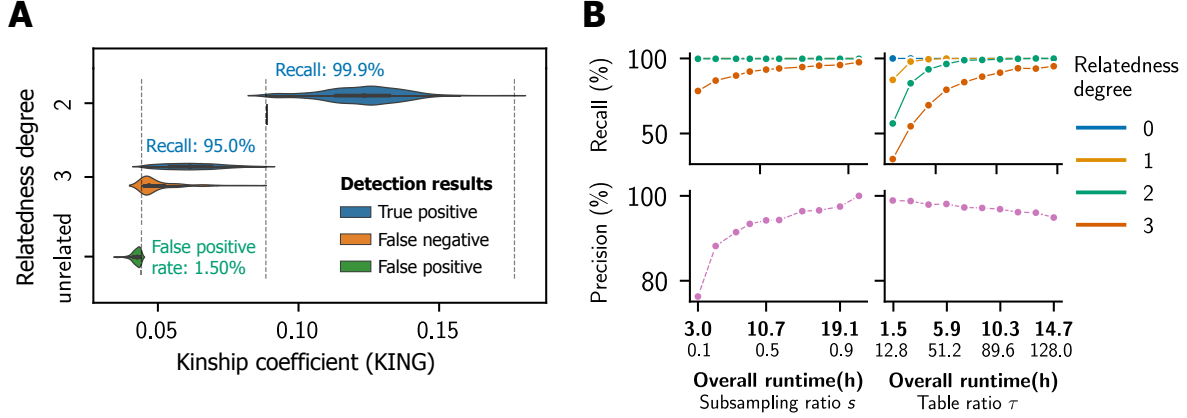 A
Relatedness degree
2
3
unrelated
Recall: 99.9%
Recall: 95.0%
False positive
rate: 1.50%
Detection results
True positive
False negative
False positive
0.05
0.10
0.15
Kinship coefficient (KING)
B
Recall (%)
100
50
Precision (%)
100
80
3.0
10.7
19.1
0.1
0.5
0.9
Overall runtime(h)
Subsampling ratio s
1.5
5.9
10.3
14.7
12.8
51.2
89.6
128.0
Overall runtime(h)
Table ratio τ
Relatedness
degree
0
1
2
3